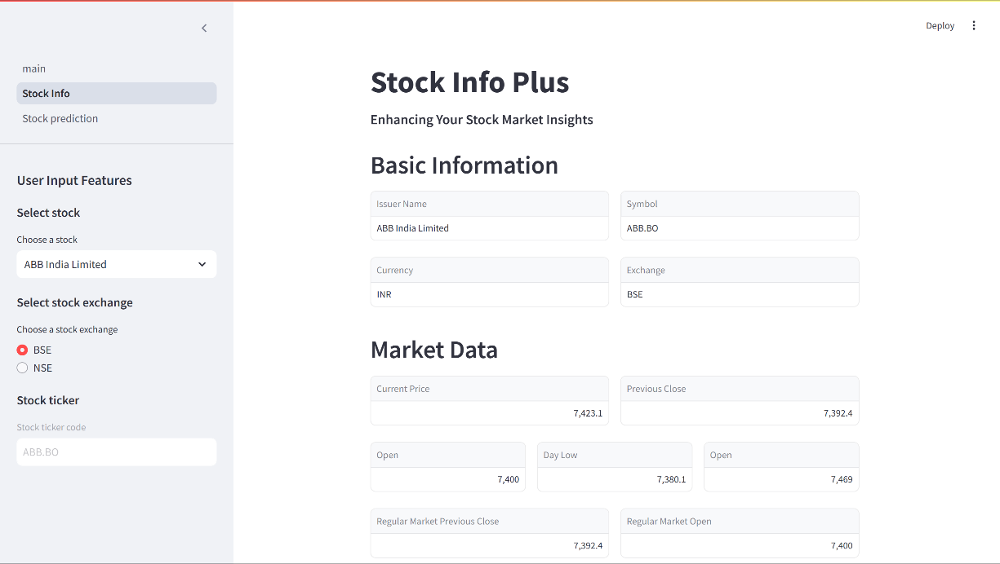 Deploy
main
Stock Info
Stock prediction
User Input Features
Select stock
Choose a stock
ABB India Limited
Select stock exchange
Choose a stock exchange
BSE
NSE
Stock ticker
Stock ticker code
ABB.BO
Stock Info Plus
Enhancing Your Stock Market Insights
Basic Information
Issuer Name
ABB India Limited
Symbol
ABB.BO
Currency
INR
Exchange
BSE
Market Data
Current Price
7,423.1
Previous Close
7,392.4
Open
7,400
Day Low
7,380.1
Open
7,469
Regular Market Previous Close
7,392.4
Regular Market Open
7,400